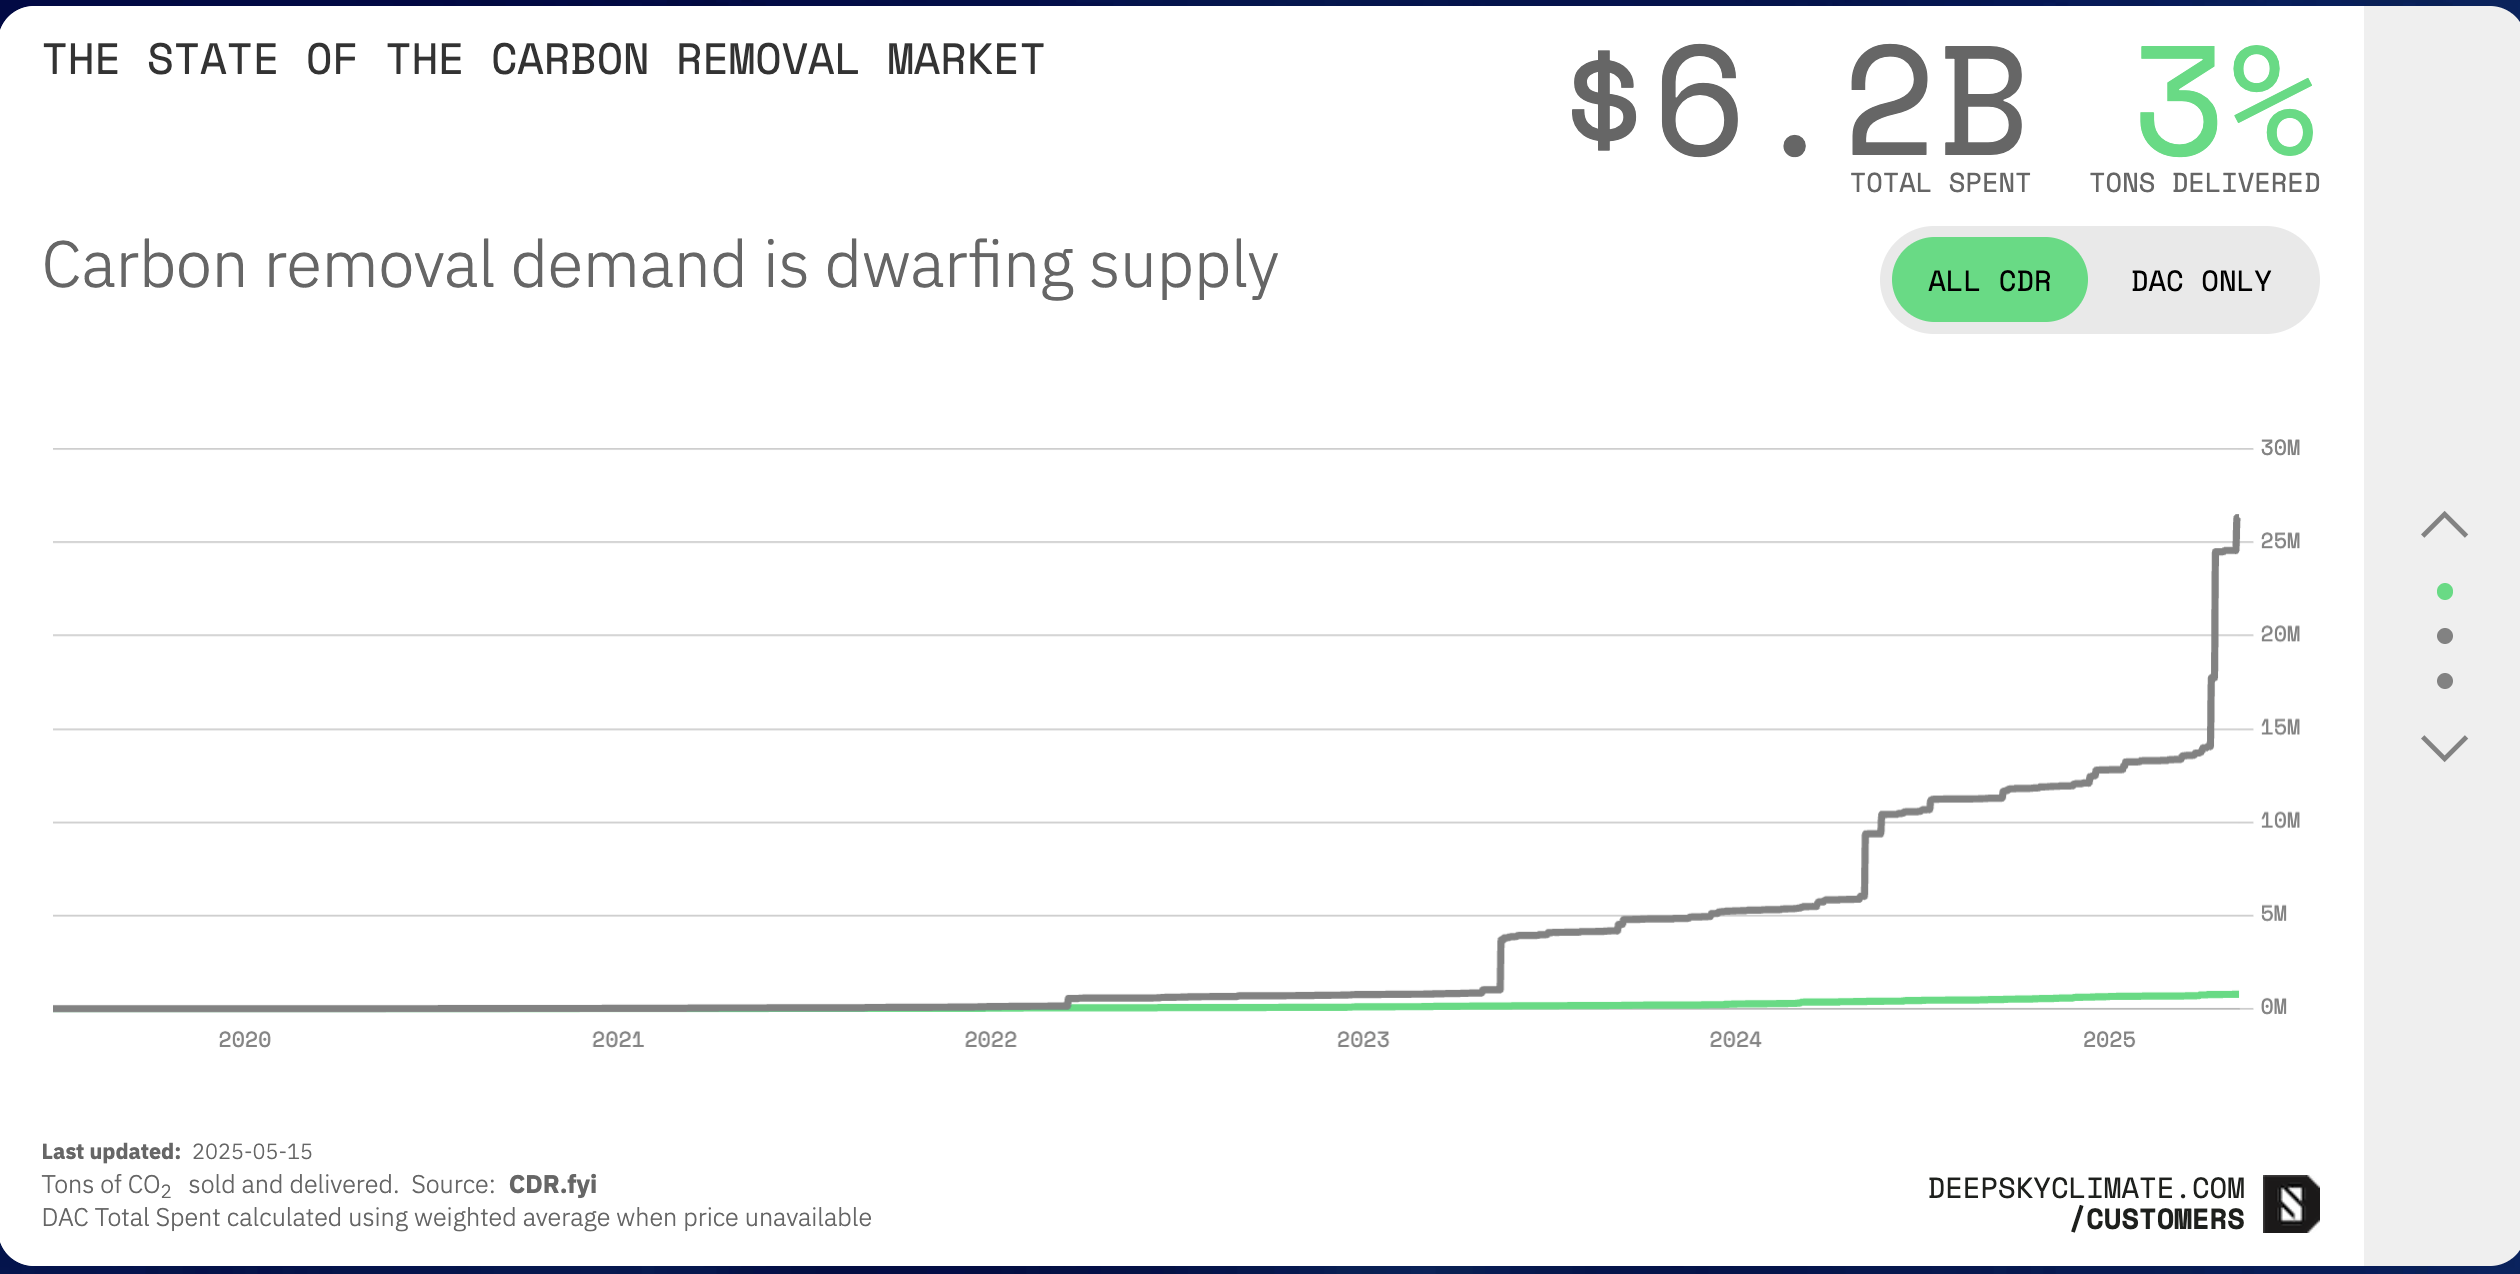 THE STATE OF THE CARBON REMOVAL MARKET
$6.2B
TOTAL SPENT
3%
TONS DELIVERED
Carbon removal demand is dwarfing supply
ALL CDR
DAC ONLY
30M
25M
20M
15M
10M
5M
0M
2020
2021
2022
2023
2024
2025
Last updated: 2025-05-15
Tons of CO₂ sold and delivered. Source: CDR.fyi
DAC Total Spent calculated using weighted average when price unavailable
DEEPSKYCLIMATE.COM
/CUSTOMERS